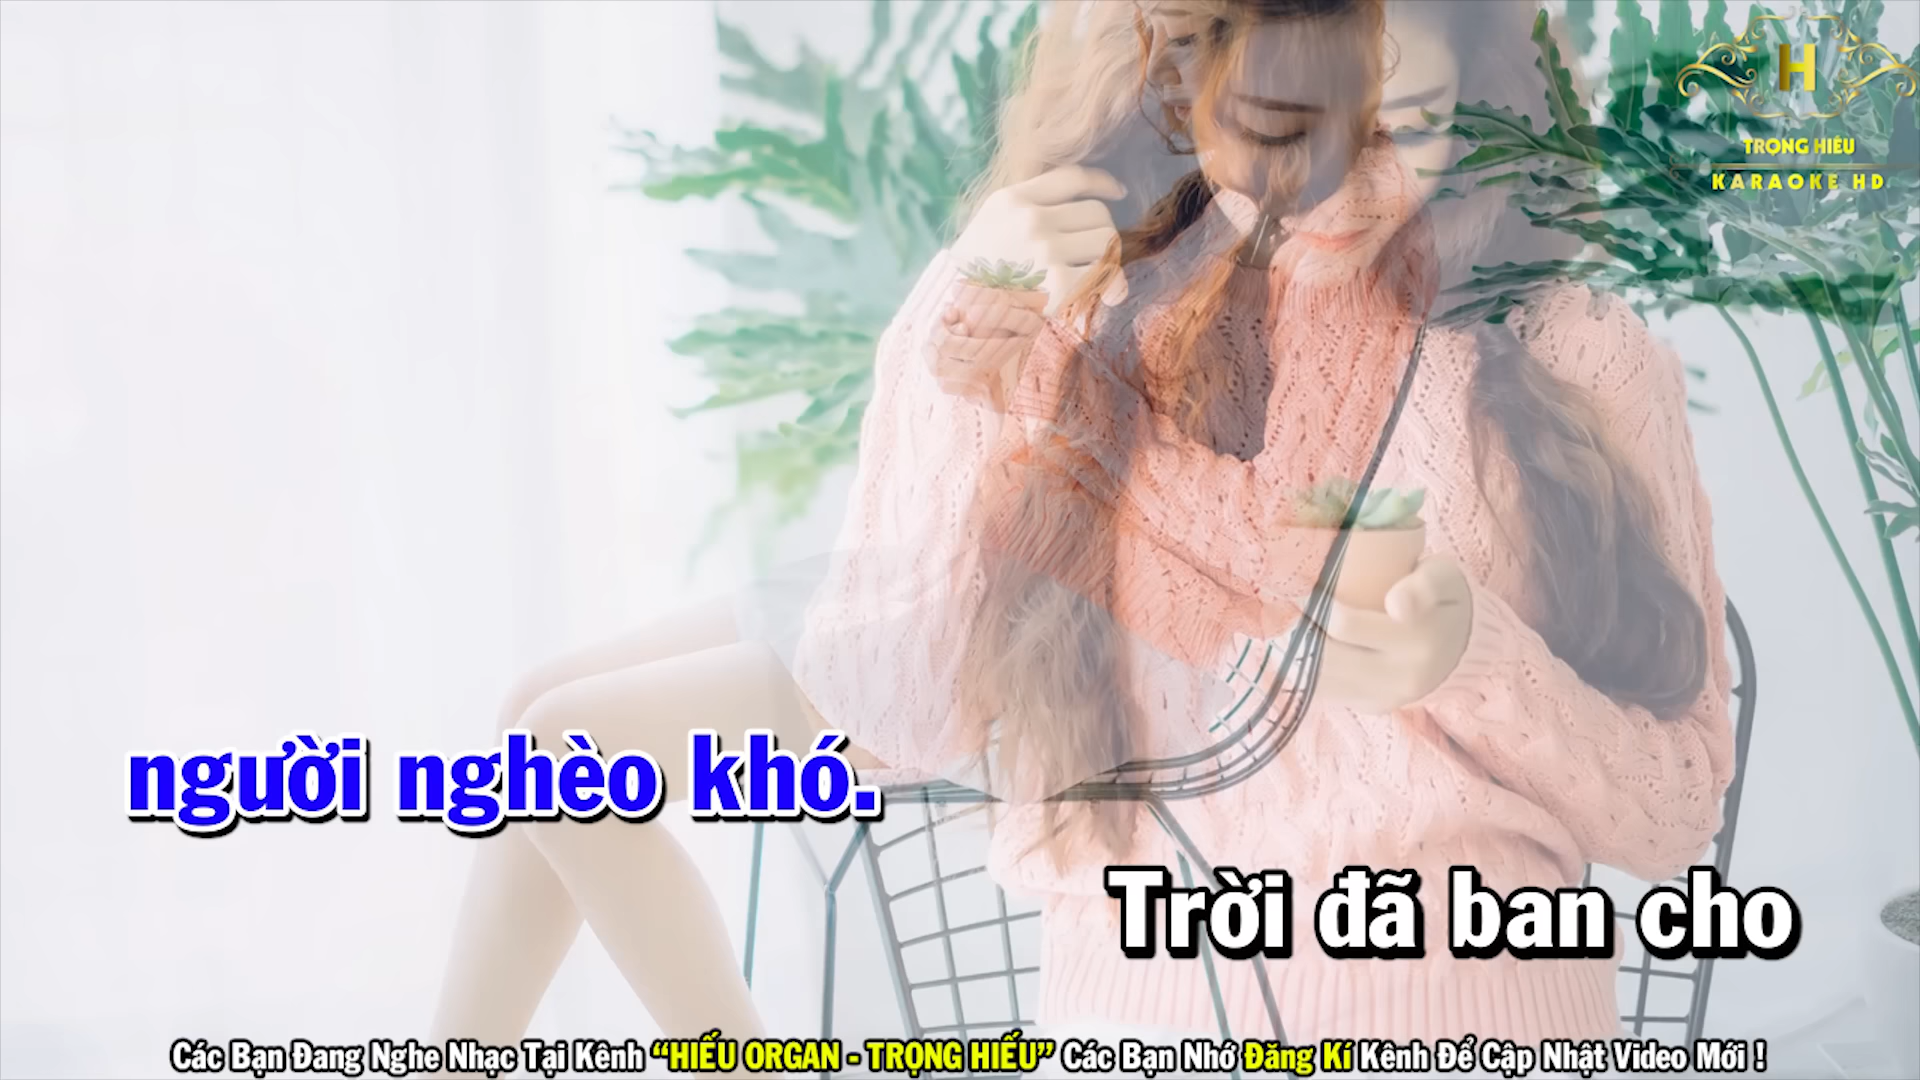 H
TRỌNG HIẾU
KARAOKE HD
người nghèo khó.
Trời đã ban cho
Các Bạn Đang Nghe Nhạc Tại Kênh “HIẾU ORGAN - TRỌNG HIẾU” Các Bạn Nhớ Đăng Kí Kênh Để Cập Nhật Video Mới !